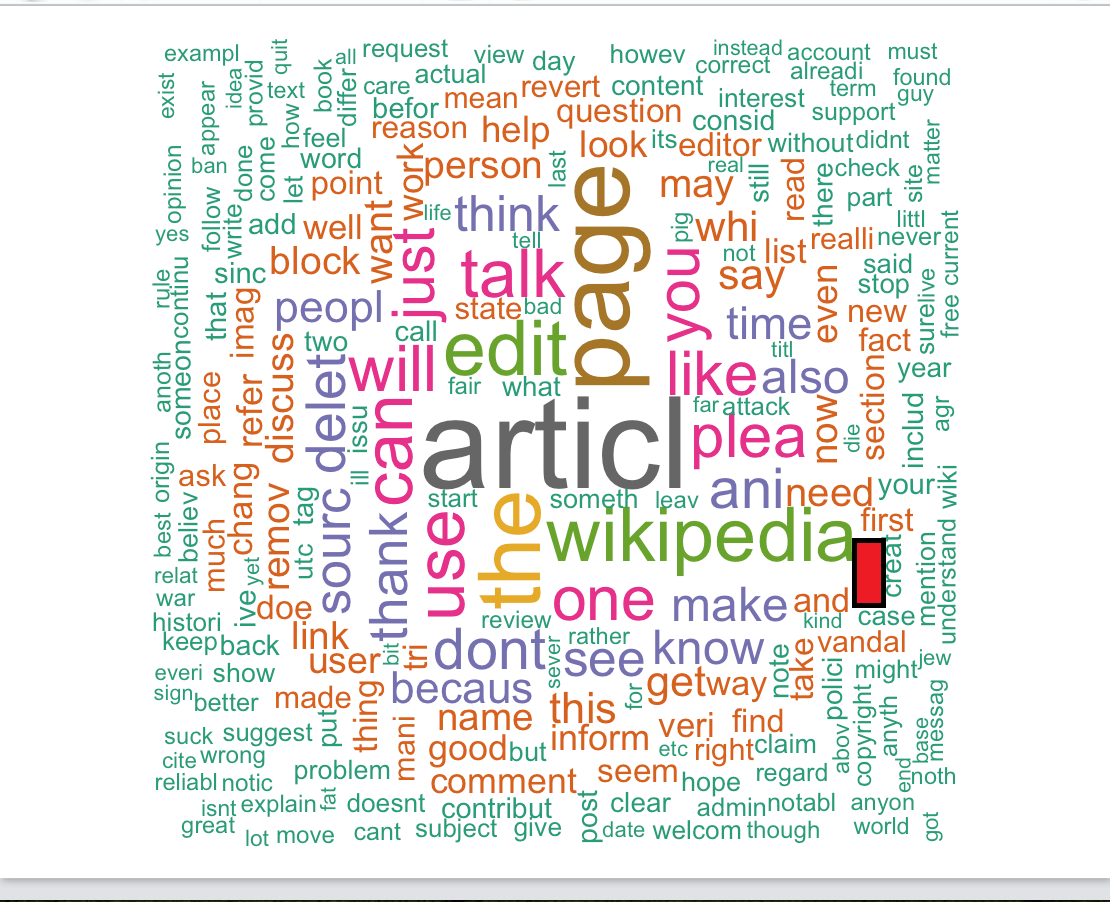 exampl quit all request view day howev instead account must
exist appear idea provid text book differ care actual revert content correct alreadi term found guy
how befor mean question interest support
feel reason help look its editor consid without didnt matter
opinion ban done come let word point work person last may real still read there check part site
yes follow write add well want life think tell page pig whi not list realli littl never
rule continu that sinc block just talk you say even said stop surelive free current
imag peopl state bad time new fact
anoth someon place refer discuss two call edit titl year
delet will fair what like also section
issu can articl far attack plea now die includ agr
best origin ask chang ill start someth leav ani need your wiki
believ much remov tag utc sourc thank use the wikipedia first
relat war yet ive one make and creat mention understand
histori doe review kind case
keep back link user bit tri dont sever rather see know note take vandal
everi show becaus for get way polici might jew
sign better made thing name this veri find copyright anyth messag
suck suggest put mani good but inform etc right claim abov base
cite wrong problem comment seem hope regard end noth
reliabl notic
isnt explain fat doesnt contribut post clear admin notabl anyon
great lot move cant subject give date welcom though world got